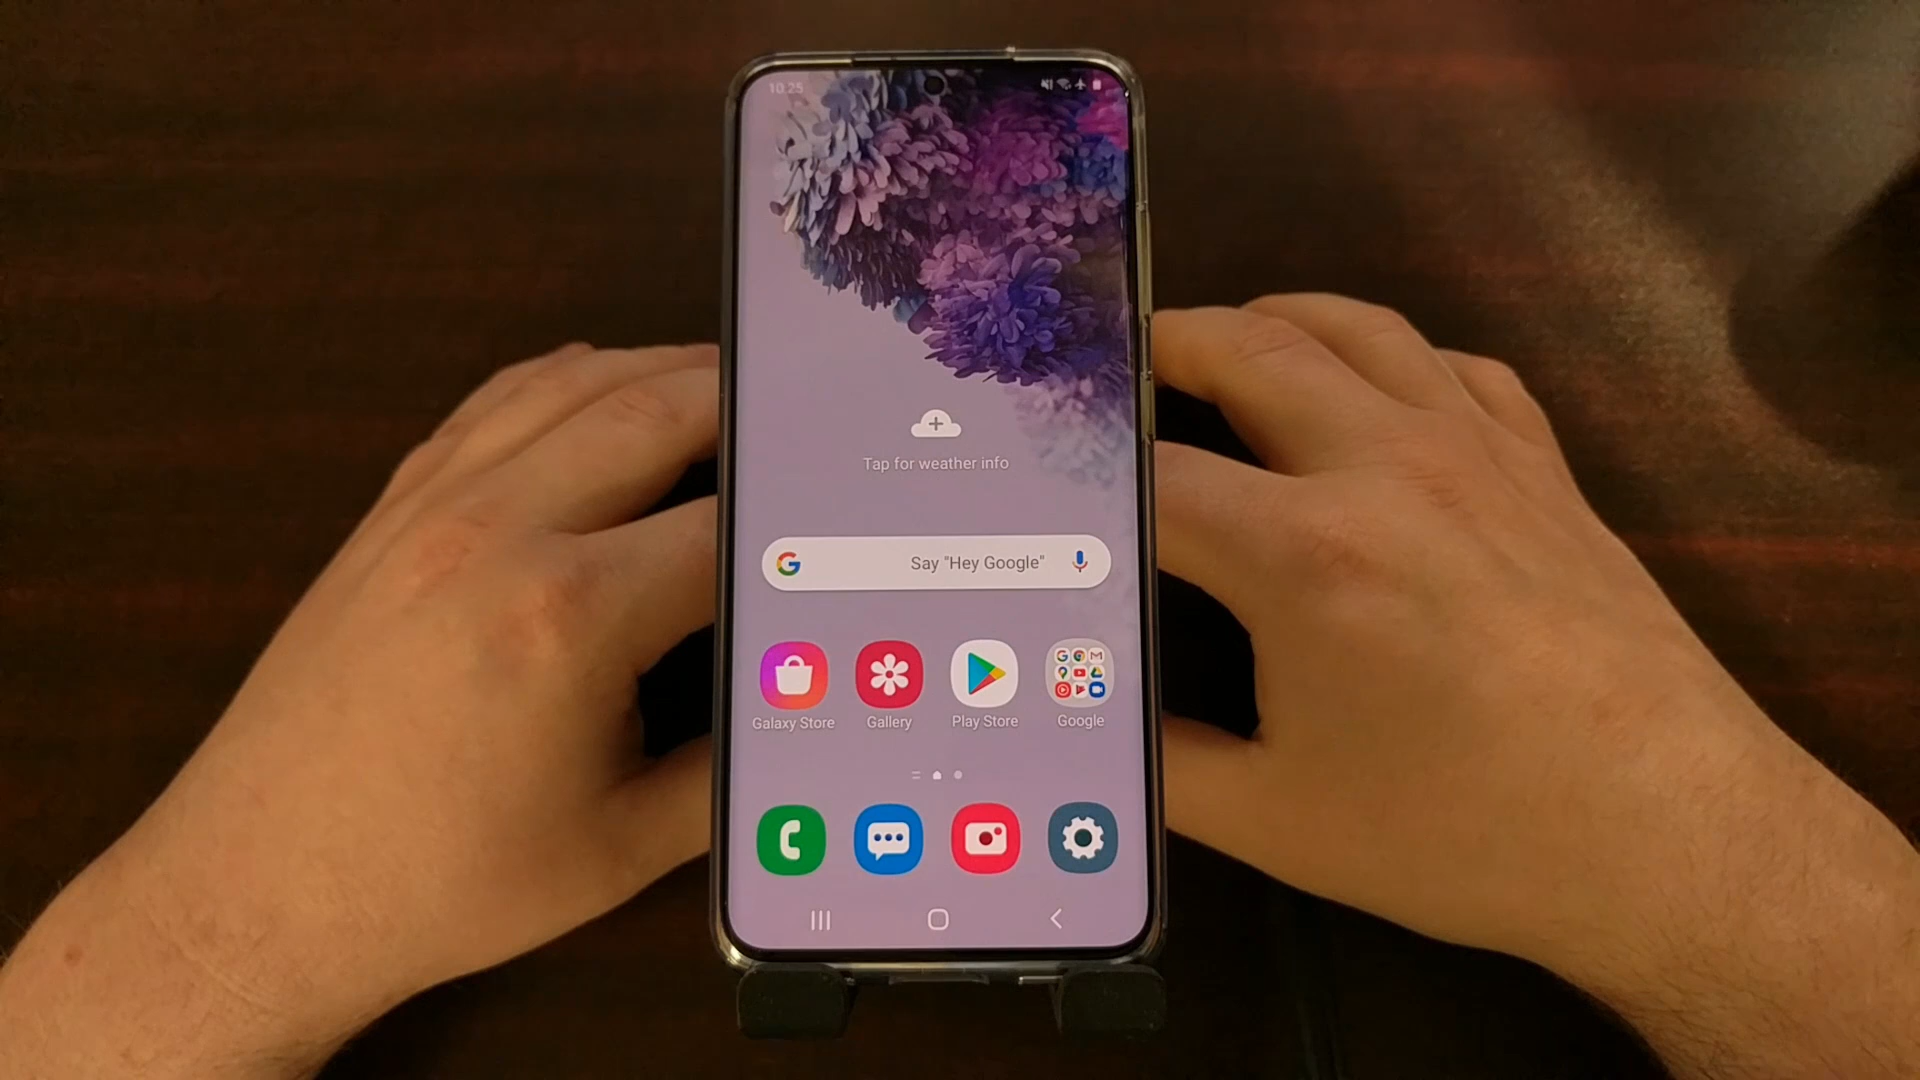 10:25
Tap for weather info
Say "Hey Google"
Galaxy Store
Gallery
Play Store
Google